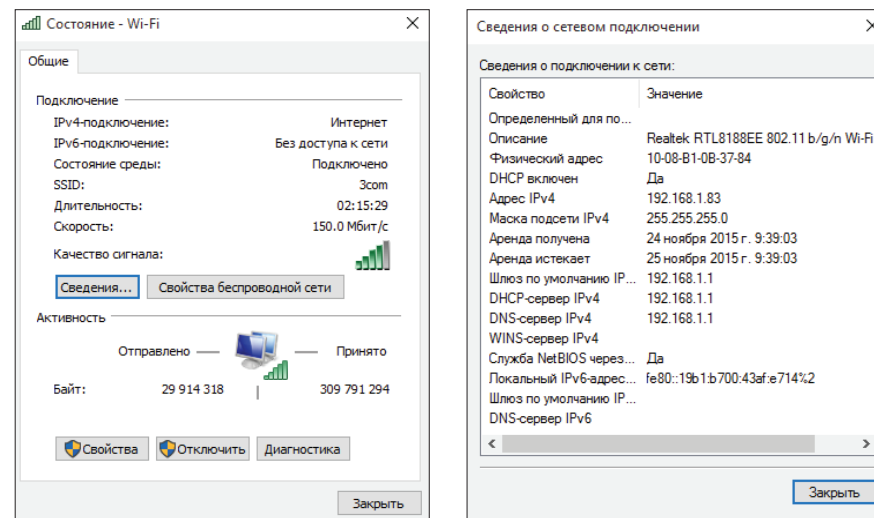 Состояние - Wi-Fi
Общие
Подключение
IPv4-подключение: Интернет
IPv6-подключение: Без доступа к сети
Состояние среды: Подключено
SSID: 3com
Длительность: 02:15:29
Скорость: 150.0 Мбит/с
Качество сигнала:
Сведения... Свойства беспроводной сети
Активность
Отправлено Принято
Байт: 29 914 318 309 791 294
Свойства Отключить Диагностика
Закрыть
Сведения о сетевом подключении
Сведения о подключении к сети:
Свойство Значение
Определенный для по...
Описание Realtek RTL8188EE 802.11 b/g/n Wi-Fi
Физический адрес 10-08-B1-0B-37-84
DHCP включен Да
Адрес IPv4 192.168.1.83
Маска подсети IPv4 255.255.255.0
Аренда получена 24 ноября 2015 г. 9:39:03
Аренда истекает 25 ноября 2015 г. 9:39:03
Шлюз по умолчанию IP... 192.168.1.1
DHCP-сервер IPv4 192.168.1.1
DNS-сервер IPv4 192.168.1.1
WINS-сервер IPv4
Служба NetBIOS через... Да
Локальный IPv6-адрес... fe80::19b1:b700:43af:e714%2
Шлюз по умолчанию IP...
DNS-сервер IPv6
Закрыть